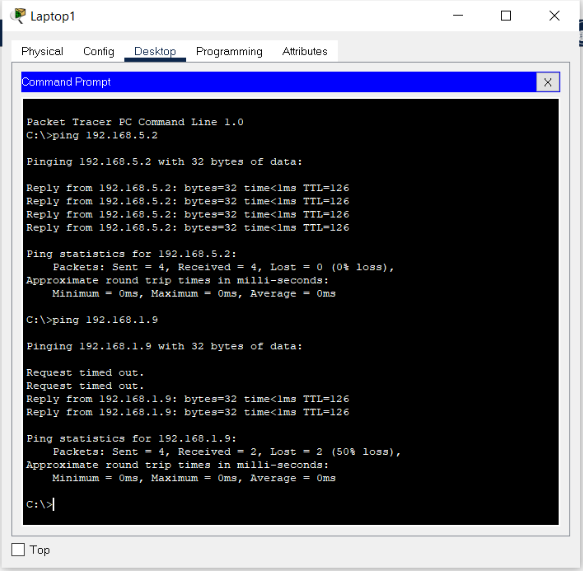 Laptop1
Physical Config Desktop Programming Attributes
Command Prompt
X
Packet Tracer PC Command Line 1.0
C:\>ping 192.168.5.2
Pinging 192.168.5.2 with 32 bytes of data:
Reply from 192.168.5.2: bytes=32 time<1ms TTL=126
Reply from 192.168.5.2: bytes=32 time<1ms TTL=126
Reply from 192.168.5.2: bytes=32 time<1ms TTL=126
Reply from 192.168.5.2: bytes=32 time<1ms TTL=126
Ping statistics for 192.168.5.2:
Packets: Sent = 4, Received = 4, Lost = 0 (0% loss),
Approximate round trip times in milli-seconds:
Minimum = 0ms, Maximum = 0ms, Average = 0ms
C:\>ping 192.168.1.9
Pinging 192.168.1.9 with 32 bytes of data:
Request timed out.
Request timed out.
Reply from 192.168.1.9: bytes=32 time<1ms TTL=126
Reply from 192.168.1.9: bytes=32 time<1ms TTL=126
Ping statistics for 192.168.1.9:
Packets: Sent = 4, Received = 2, Lost = 2 (50% loss),
Approximate round trip times in milli-seconds:
Minimum = 0ms, Maximum = 0ms, Average = 0ms
C:\>
Top